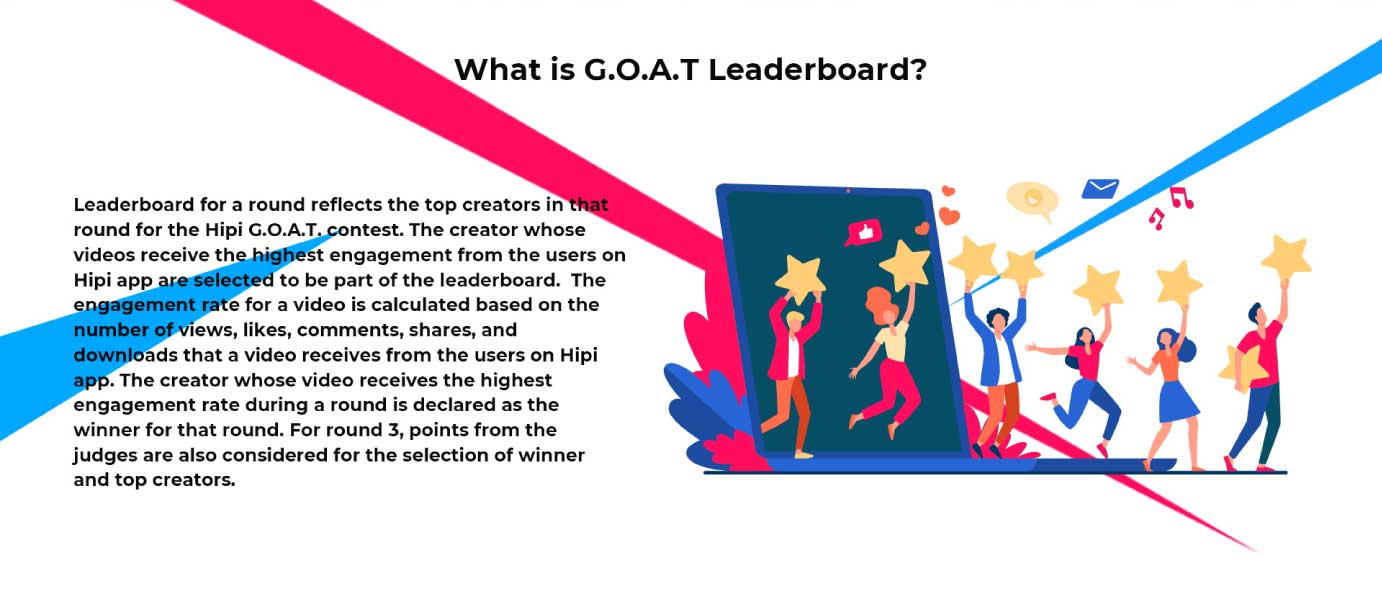 What is G.O.A.T Leaderboard?
Leaderboard for a round reflects the top creators in that
round for the Hipi G.O.A.T. contest. The creator whose
videos receive the highest engagement from the users on
Hipi app are selected to be part of the leaderboard.  The
engagement rate for a video is calculated based on the
number of views, likes, comments, shares, and
downloads that a video receives from the users on Hipi
app. The creator whose video receives the highest
engagement rate during a round is declared as the
winner for that round. For round 3, points from the
judges are also considered for the selection of winner
and top creators.